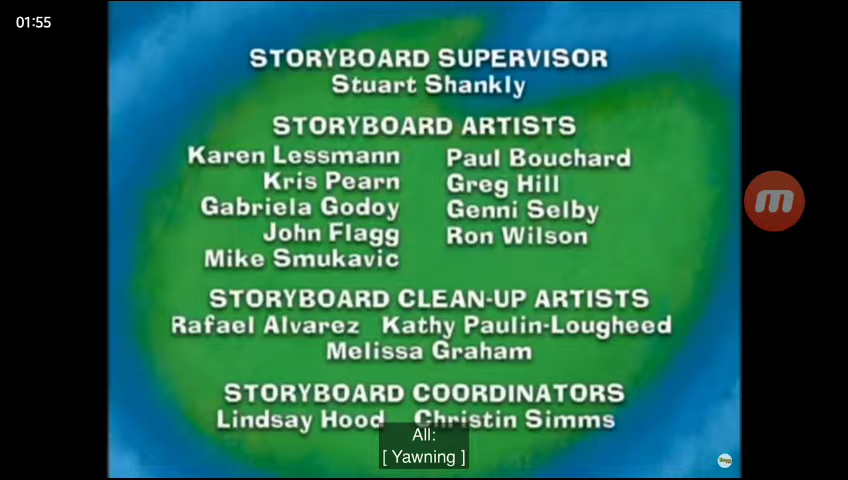 01:55
STORYBOARD SUPERVISOR
Stuart Shankly
STORYBOARD ARTISTS
Karen Lessmann Paul Bouchard
Kris Pearn Greg Hill
Gabriela Godoy Genni Selby
John Flagg Ron Wilson
Mike Smukavic
STORYBOARD CLEAN-UP ARTISTS
Rafael Alvarez Kathy Paulin-Lougheed
Melissa Graham
STORYBOARD COORDINATORS
Lindsay Hood Christin Simms
All:
[ Yawning ]